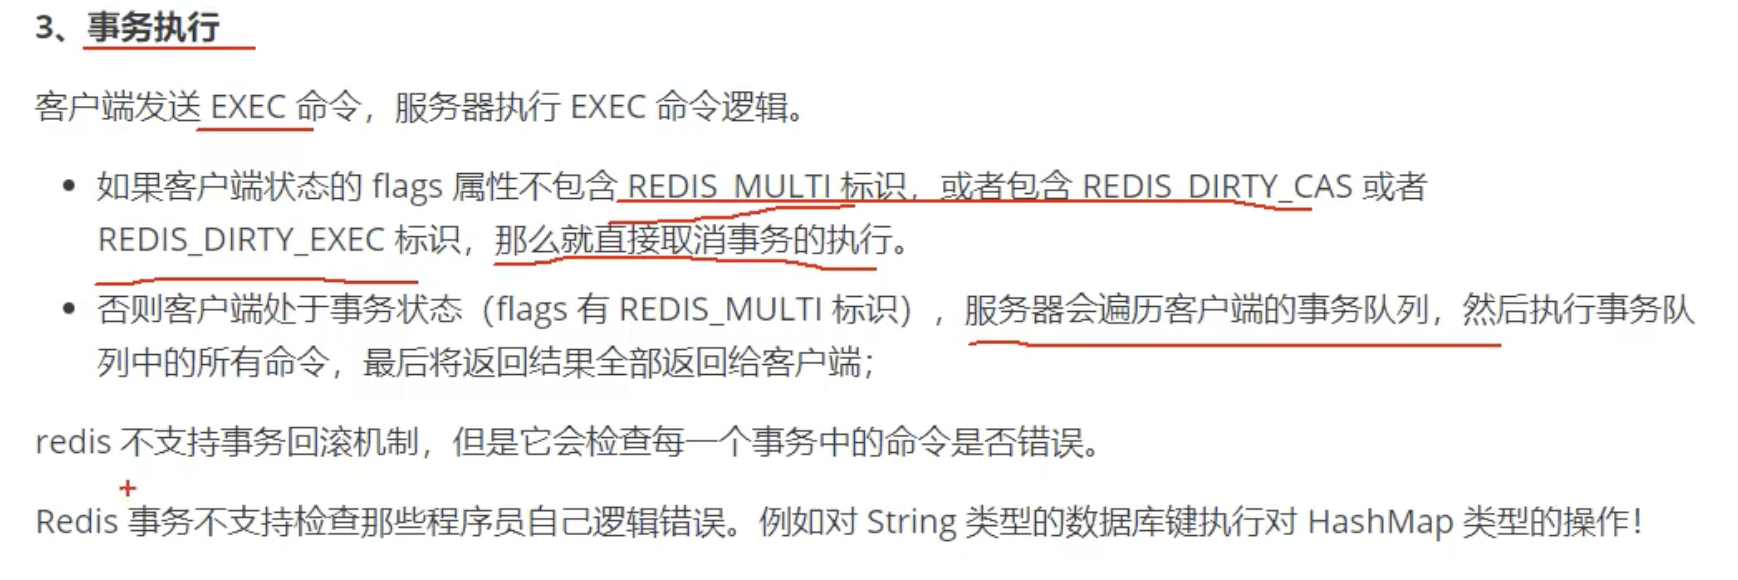 3、事务执行
客户端发送 EXEC 命令，服务器执行 EXEC 命令逻辑。
如果客户端状态的 flags 属性不包含 REDIS_MULTI 标识，或者包含 REDIS_DIRTY_CAS 或者
REDIS_DIRTY_EXEC 标识，那么就直接取消事务的执行。
否则客户端处于事务状态（flags 有 REDIS_MULTI 标识），服务器会遍历客户端的事务队列，然后执行事务队
列中的所有命令，最后将返回结果全部返回给客户端；
redis 不支持事务回滚机制，但是它会检查每一个事务中的命令是否错误。
Redis 事务不支持检查那些程序员自己逻辑错误。例如对 String 类型的数据库键执行对 HashMap 类型的操作！